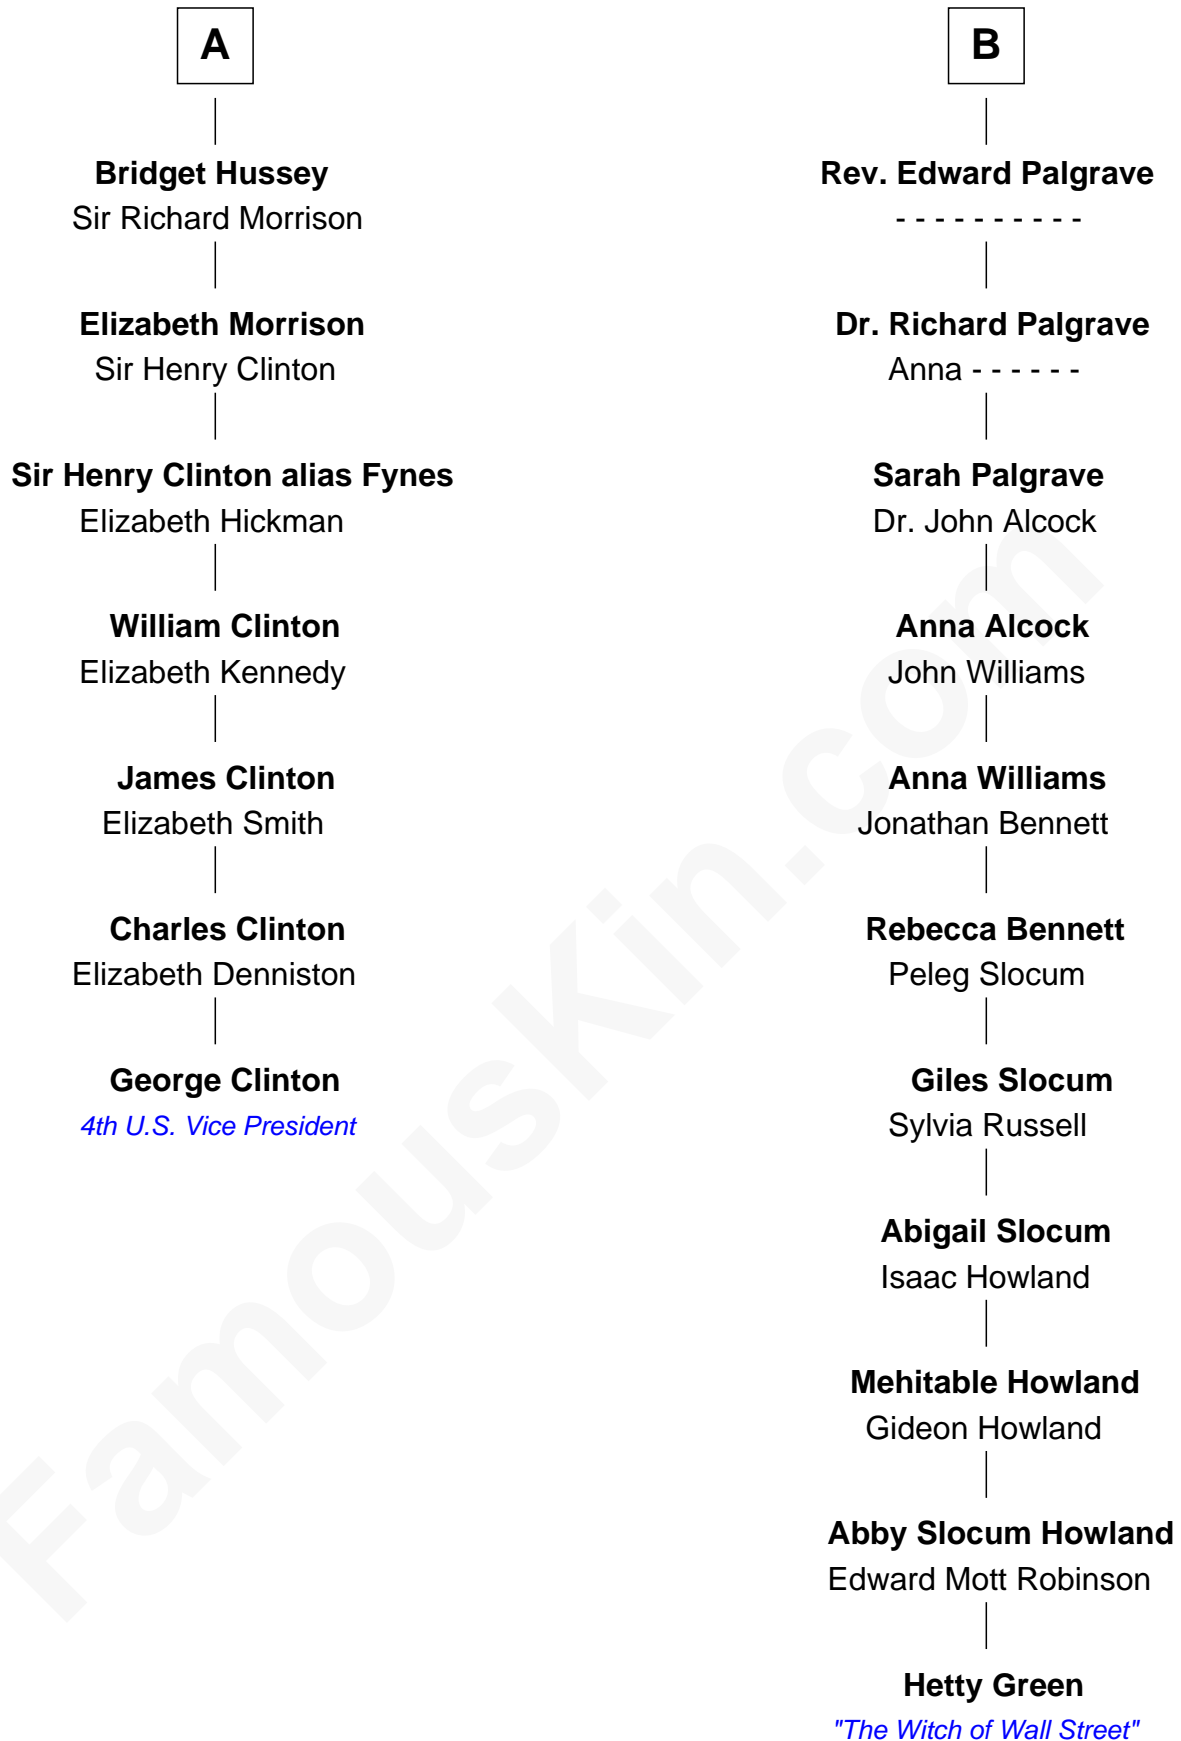 A
Bridget Hussey
Sir Richard Morrison
Elizabeth Morrison
Sir Henry Clinton
Sir Henry Clinton alias Fynes
Elizabeth Hickman
William Clinton
Elizabeth Kennedy
James Clinton
Elizabeth Smith
Charles Clinton
Elizabeth Denniston
George Clinton
4th U.S. Vice President
B
Rev. Edward Palgrave
- - - - - - - - - -
Dr. Richard Palgrave
Anna - - - - - -
Sarah Palgrave
Dr. John Alcock
Anna Alcock
John Williams
Anna Williams
Jonathan Bennett
Rebecca Bennett
Peleg Slocum
Giles Slocum
Sylvia Russell
Abigail Slocum
Isaac Howland
Mehitable Howland
Gideon Howland
Abby Slocum Howland
Edward Mott Robinson
Hetty Green
"The Witch of Wall Street"
FamousKin.com